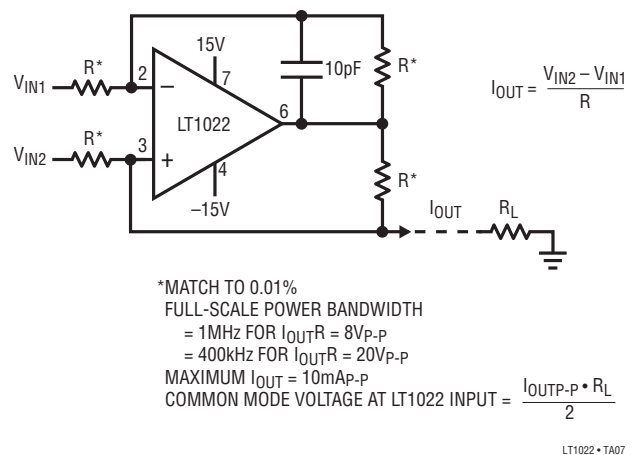 15V
R*
V_IN1
2
7
10pF
R*
I_OUT = V_IN2 – V_IN1
R
–
LT1022
6
R*
3
V_IN2
+
4
R*
–15V
I_OUT
R_L
*MATCH TO 0.01%
FULL-SCALE POWER BANDWIDTH
= 1MHz FOR I_OUTR = 8V_P-P
= 400kHz FOR I_OUTR = 20V_P-P
MAXIMUM I_OUT = 10mA_P-P
COMMON MODE VOLTAGE AT LT1022 INPUT = I_OUTP-P • R_L
2
LT1022 • TA07